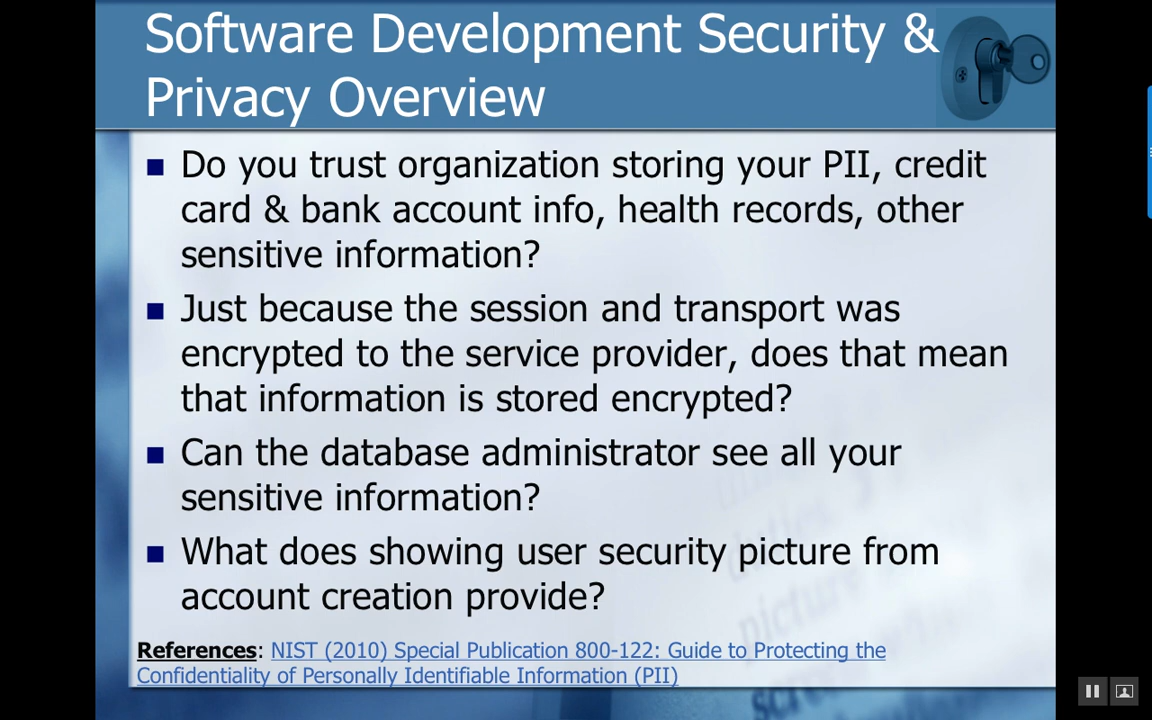 Software Development Security &
Privacy Overview
Do you trust organization storing your PII, credit
card & bank account info, health records, other
sensitive information?
Just because the session and transport was
encrypted to the service provider, does that mean
that information is stored encrypted?
Can the database administrator see all your
sensitive information?
What does showing user security picture from
account creation provide?
References: NIST (2010) Special Publication 800-122: Guide to Protecting the
Confidentiality of Personally Identifiable Information (PII)